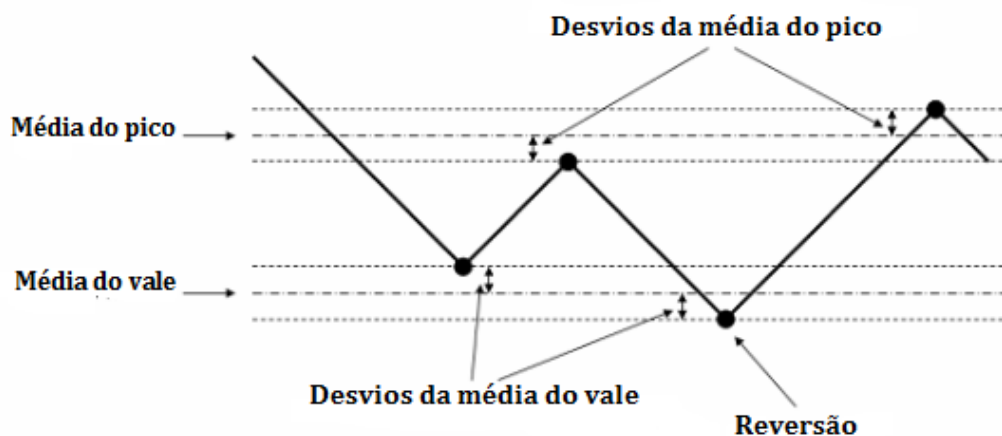 Desvios da média do pico
Média do pico
Média do vale
Desvios da média do vale
Reversão